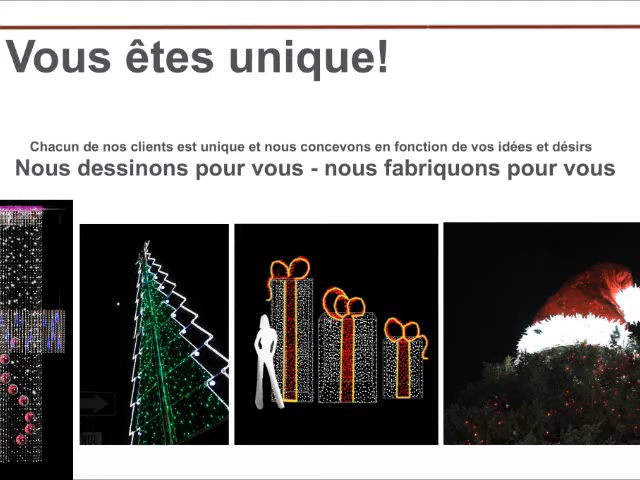 Vous êtes unique!
Chacun de nos clients est unique et nous concevons en fonction de vos idées et désirs
Nous dessinons pour vous - nous fabriquons pour vous